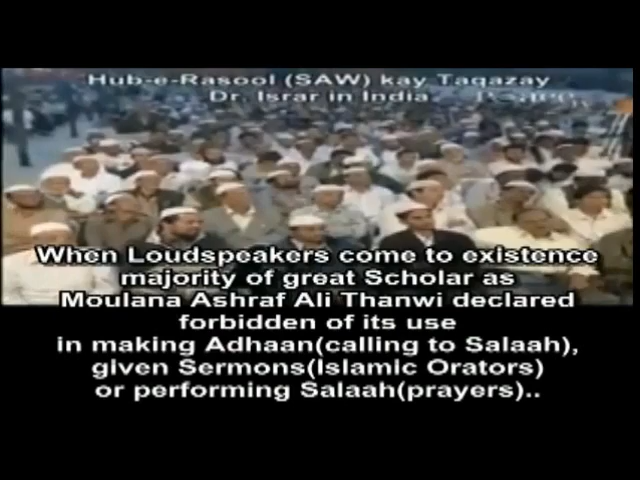 Hub-e-Rasool (SAW) kay Taqazay
Dr. Israr in India
When Loudspeakers come to existence
majority of great Scholar as
Moulana Ashraf Ali Thanwi declared
forbidden of its use
in making Adhaan(calling to Salaah),
given Sermons(Islamic Orators)
or performing Salaah(prayers)..